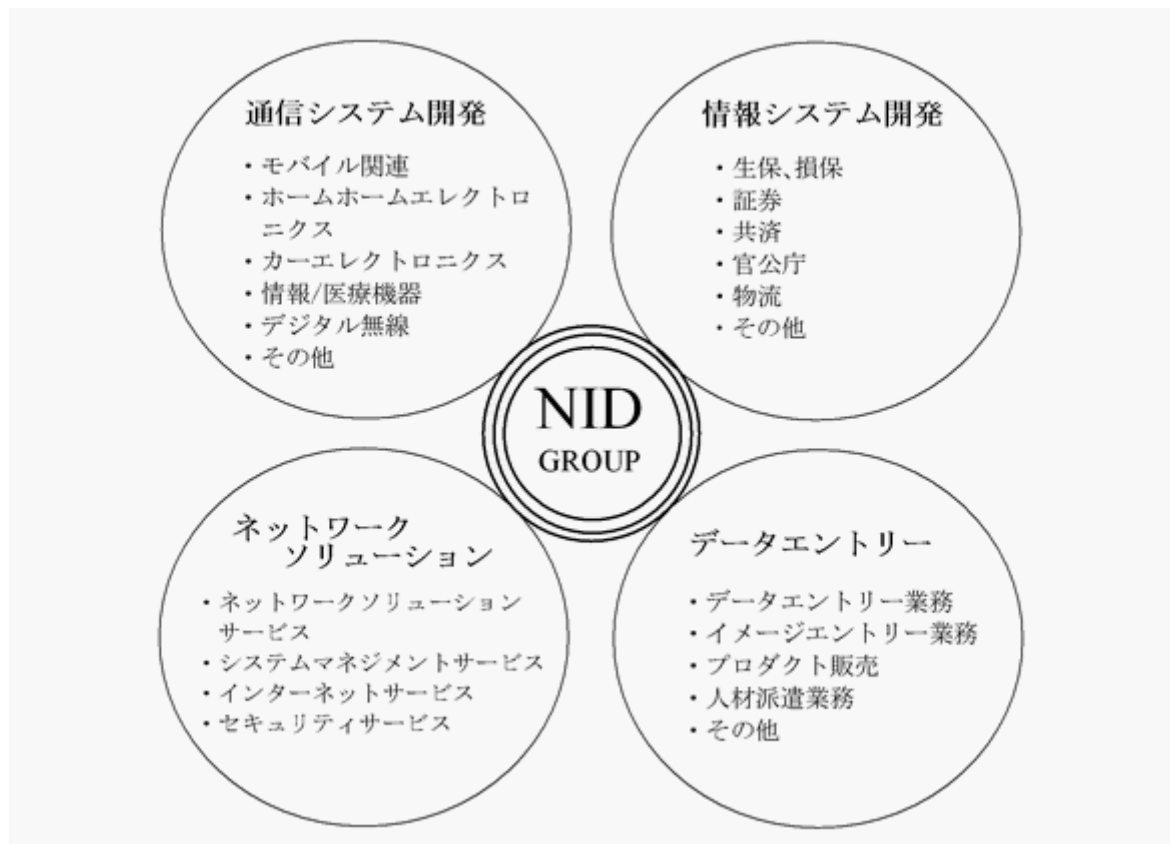 通信システム開発
・モバイル関連
・ホームホームエレクトロ
ニクス
・カーエレクトロニクス
・情報/医療機器
・デジタル無線
・その他
情報システム開発
・生保、損保
・証券
・共済
・官公庁
・物流
・その他
NID
GROUP
ネットワーク
ソリューション
・ネットワークソリューション
サービス
・システムマネジメントサービス
・インターネットサービス
・セキュリティサービス
データエントリー
・データエントリー業務
・イメージエントリー業務
・プロダクト販売
・人材派遣業務
・その他